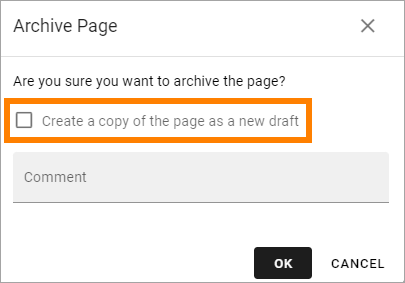 Archive Page
Are you sure you want to archive the page?
Create a copy of the page as a new draft
Comment
OK CANCEL